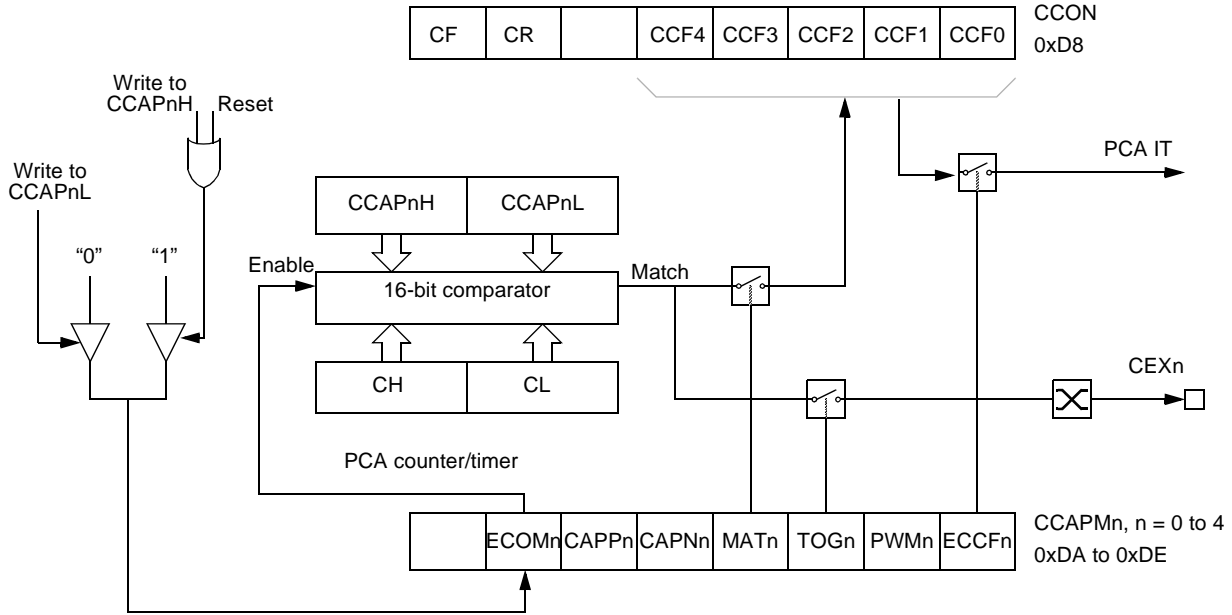 CF CR CCF4 CCF3 CCF2 CCF1 CCF0
CCON
0xD8
Write to
CCAPnH
Reset
PCA IT
Write to
CCAPnL
CCAPnH CCAPnL
“0” “1”
Enable
16-bit comparator
Match
CH CL
CEXn
PCA counter/timer
ECOMn CAPPn CAPNn MATn TOGn PWMn ECCFn
CCAPMn, n = 0 to 4
0xDA to 0xDE